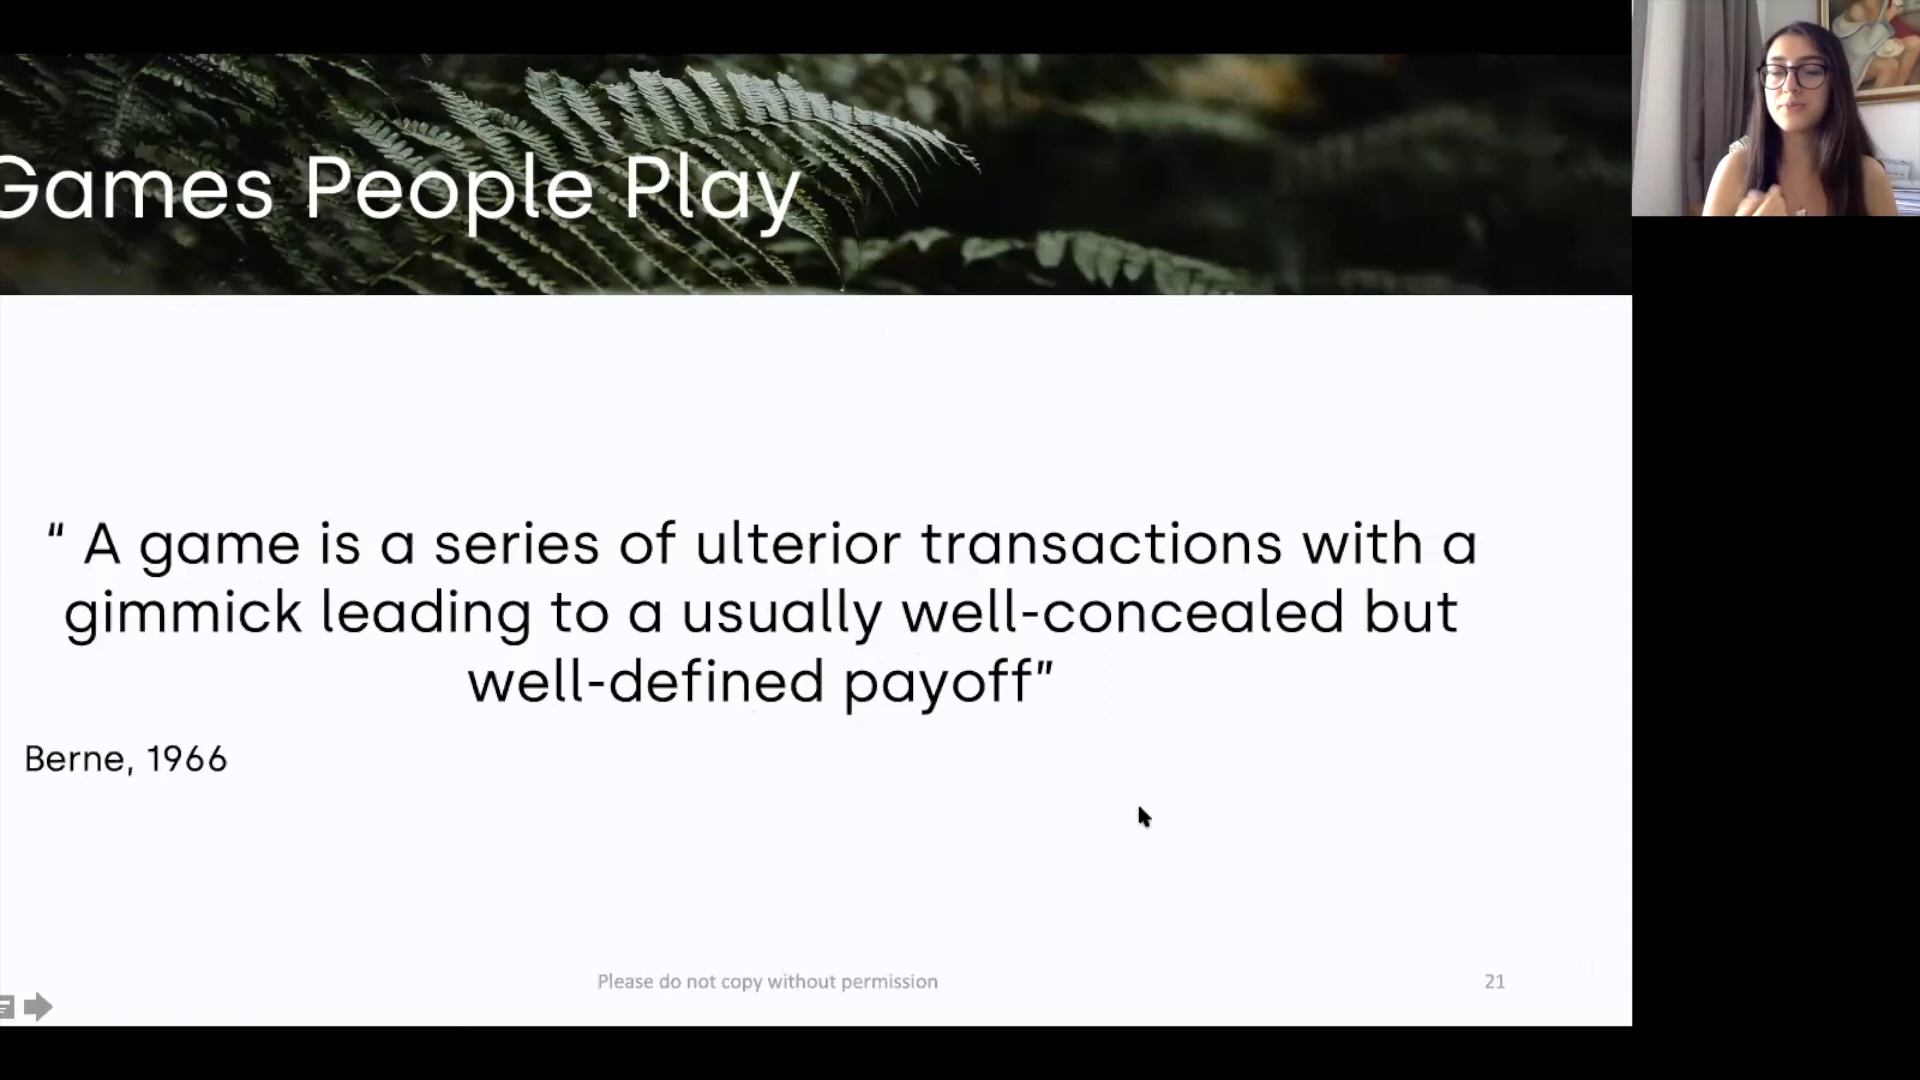 Games People Play
“ A game is a series of ulterior transactions with a
gimmick leading to a usually well-concealed but
well-defined payoff”
Berne, 1966
Please do not copy without permission
21